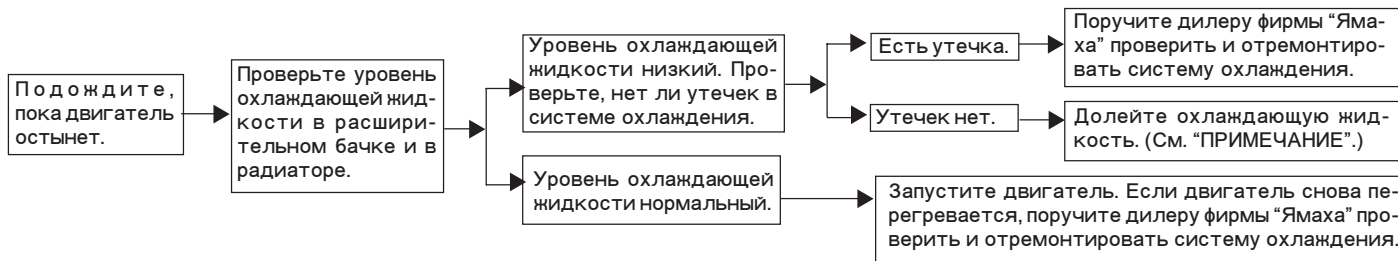 Подождите,
пока двигатель
остынет.
Проверьте уровень
охлаждающей жид-
кости в расшири-
тельном бачке и в
радиаторе.
Уровень охлаждающей
жидкости низкий. Про-
верьте, нет ли утечек в
системе охлаждения.
Есть утечка.
Поручите дилеру фирмы “Яма-
ха” проверить и отремонтиро-
вать систему охлаждения.
Утечек нет.
Долейте охлаждающую жид-
кость. (См. “ПРИМЕЧАНИЕ”.)
Уровень охлаждающей
жидкости нормальный.
Запустите двигатель. Если двигатель снова пе-
регревается, поручите дилеру фирмы “Ямаха” про-
верить и отремонтировать систему охлаждения.